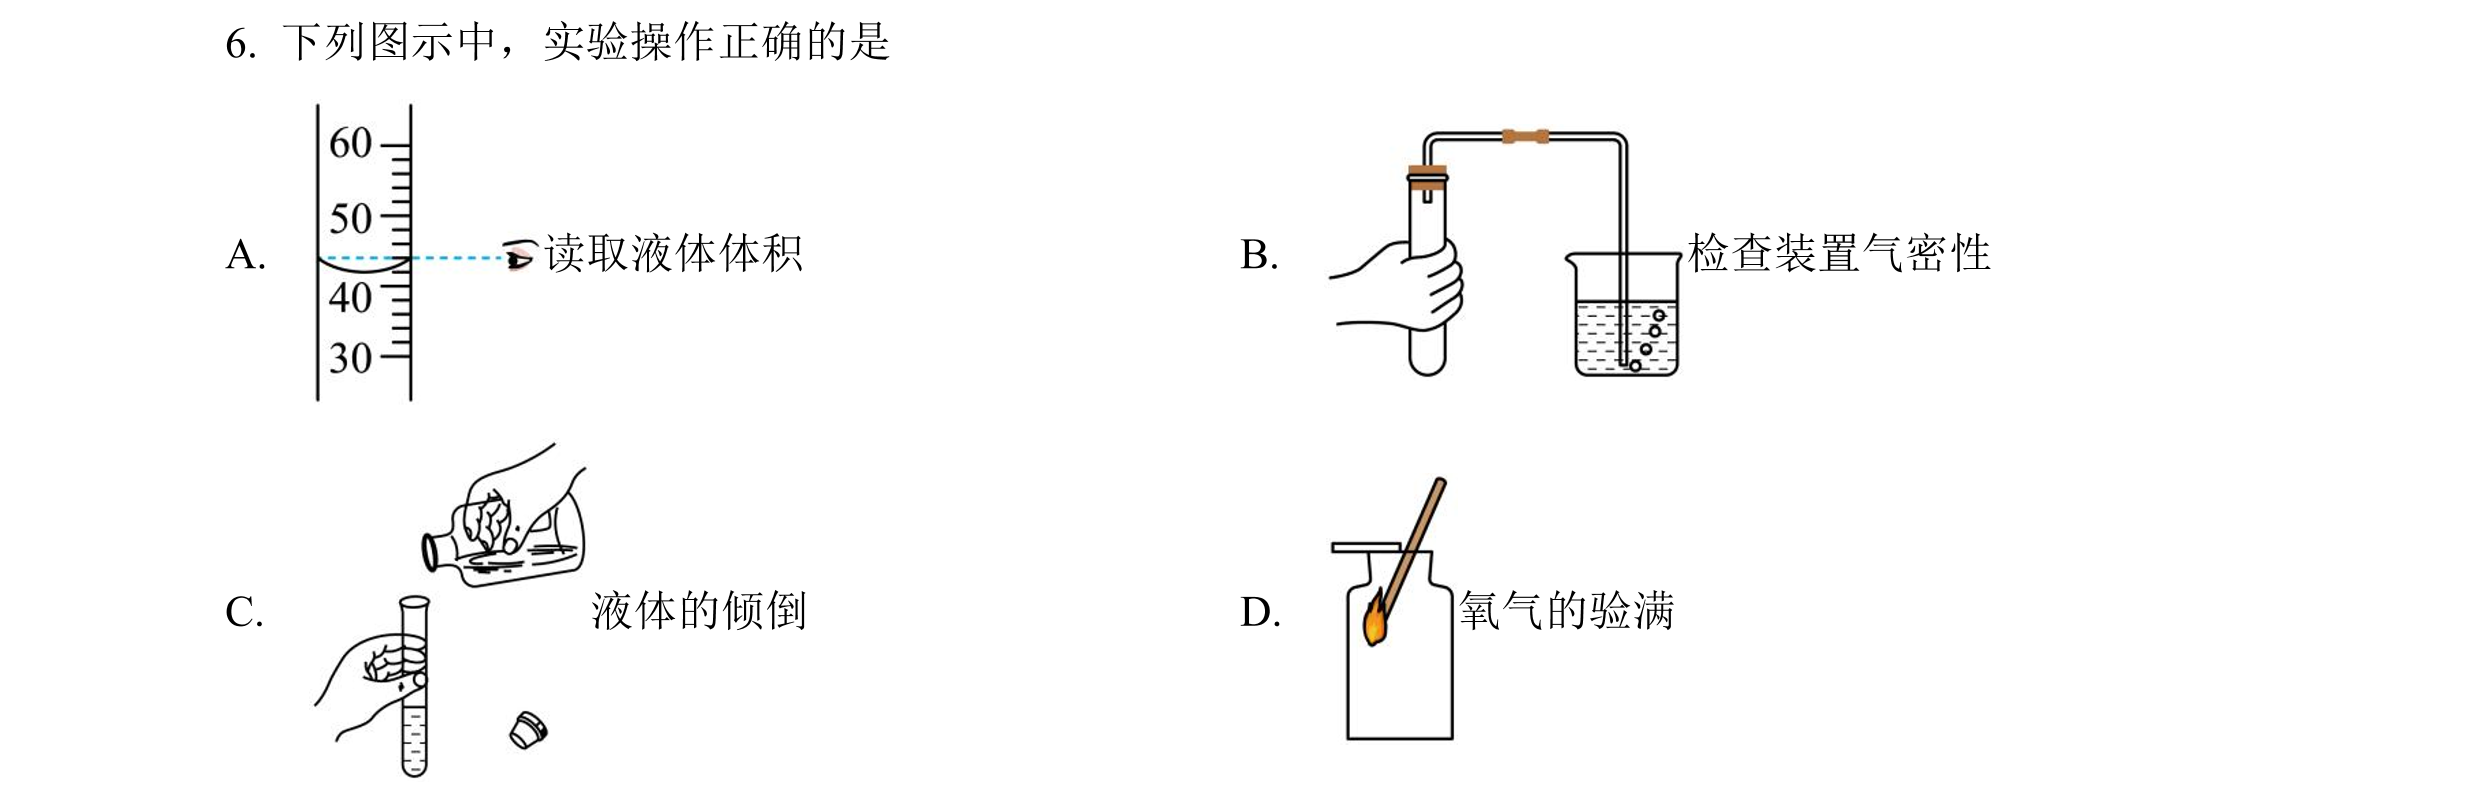 6. 下列图示中，实验操作正确的是
60
50
40
30
A. 读取液体体积
B. 检查装置气密性
C. 液体的倾倒
D. 氧气的验满